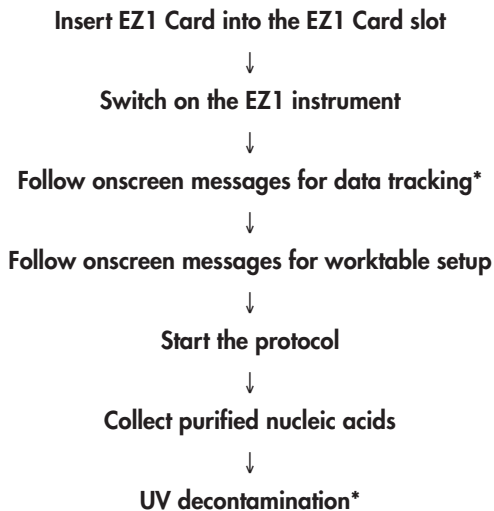 Insert EZ1 Card into the EZ1 Card slot
↓
Switch on the EZ1 instrument
↓
Follow onscreen messages for data tracking*
↓
Follow onscreen messages for worktable setup
↓
Start the protocol
↓
Collect purified nucleic acids
↓
UV decontamination*